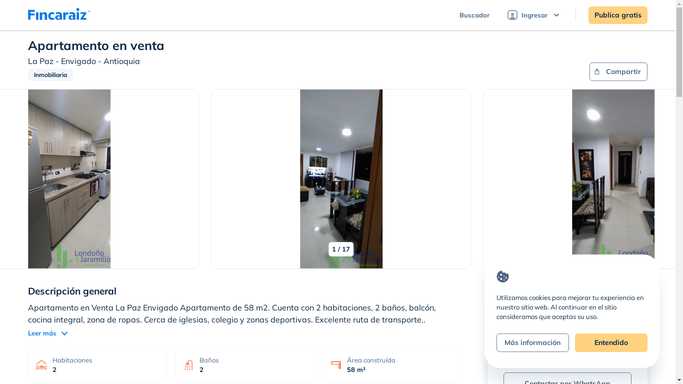 Fincaraiz
Buscador
Ingresar
Publica gratis
Apartamento en venta
La Paz - Envigado - Antioquia
Inmobiliaria
Compartir
Londoño
Jaramillo
1 / 17
Londoño
Descripción general
Apartamento en Venta La Paz Envigado Apartamento de 58 m2. Cuenta con 2 habitaciones, 2 baños, balcón,
cocina integral, zona de ropas. Cerca de iglesias, colegio y zonas deportivas. Excelente ruta de transporte,.
Leer más
Habitaciones
2
Baños
2
Área construída
58 m²
Utilizamos cookies para mejorar tu experiencia en
nuestro sitio web. Al continuar en el sitio
consideramos que aceptas su uso.
Más información
Entendido
Contactar por WhatsApp